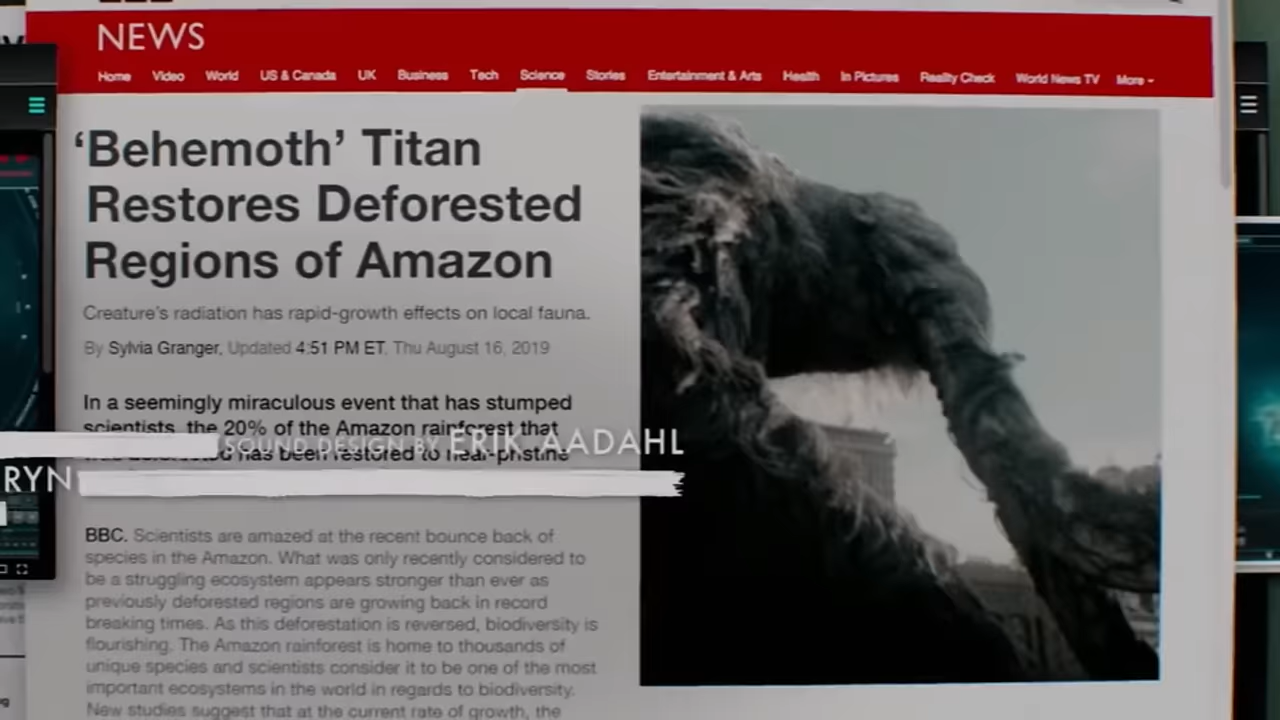 NEWS
Home Video World US & Canada UK Business Tech Science Stories Entertainment & Arts Health In Pictures Reality Check World News TV More
‘Behemoth’ Titan
Restores Deforested
Regions of Amazon
Creature's radiation has rapid-growth effects on local fauna.
By Sylvia Granger, Updated 4:51 PM ET, Thu August 16, 2019
In a seemingly miraculous event that has stumped
scientists, the 20% of the Amazon rainforest that
has been restored to near-pristine
SOUND DESIGN BY ERIK AADAHL
RYN
BBC. Scientists are amazed at the recent bounce back of
species in the Amazon. What was only recently considered to
be a struggling ecosystem appears stronger than ever as
previously deforested regions are growing back in record
breaking times. As this deforestation is reversed, biodiversity is
flourishing. The Amazon rainforest is home to thousands of
unique species and scientists consider it to be one of the most
important ecosystems in the world in regards to biodiversity.
New studies suggest that at the current rate of growth, the